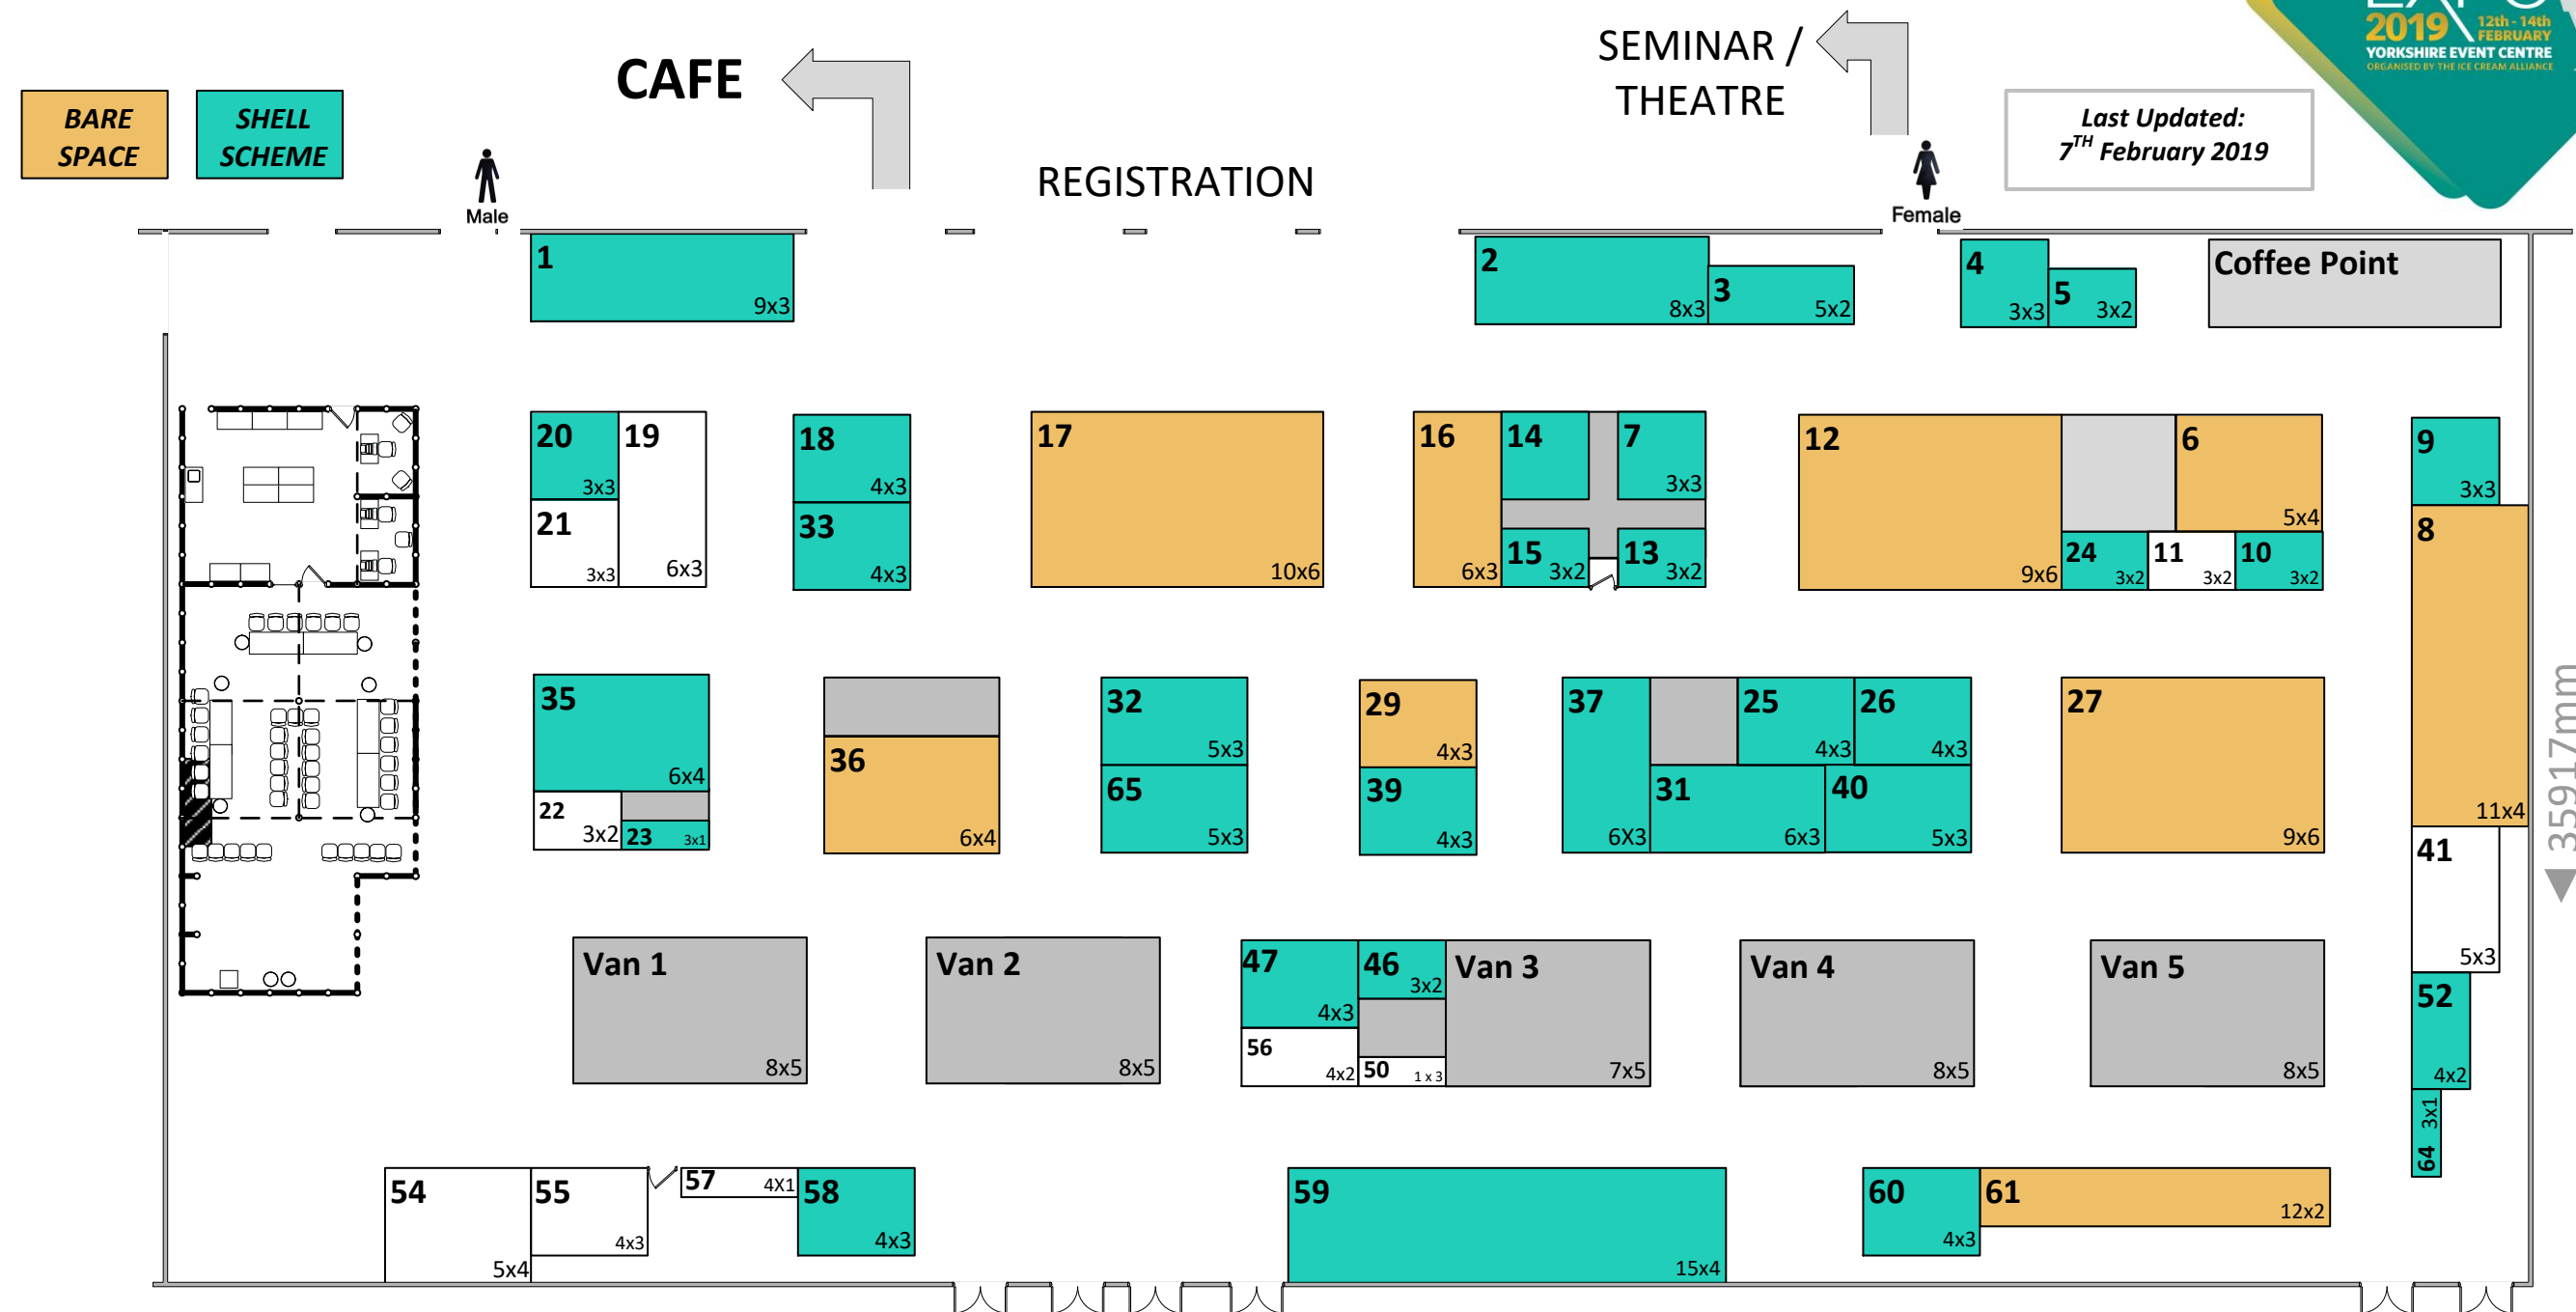 CAFE
SEMINAR /
THEATRE
REGISTRATION
BARE
SPACE
SHELL
SCHEME
Male
Female
2019
12th - 14th
FEBRUARY
YORKSHIRE EVENT CENTRE
ORGANISED BY THE ICE CREAM ALLIANCE
Last Updated:
7TH February 2019
1
9x3
2
8x3
3
5x2
4
3x3
5
3x2
Coffee Point
20
3x3
19
6x3
21
3x3
18
4x3
33
4x3
17
10x6
16
6x3
14
7
3x3
15
3x2
13
3x2
12
9x6
6
5x4
24
3x2
11
3x2
10
3x2
9
3x3
8
11x4
35
6x4
22
3x2
23
3x1
36
6x4
32
5x3
65
5x3
29
4x3
39
4x3
37
6X3
25
4x3
26
4x3
31
6x3
40
5x3
27
9x6
41
5x3
35917mm
Van 1
8x5
Van 2
8x5
47
4x3
46
3x2
56
4x2
50
1 x 3
Van 3
7x5
Van 4
8x5
Van 5
8x5
52
4x2
64 3x1
54
5x4
55
4x3
57
4X1
58
4x3
59
15x4
60
4x3
61
12x2